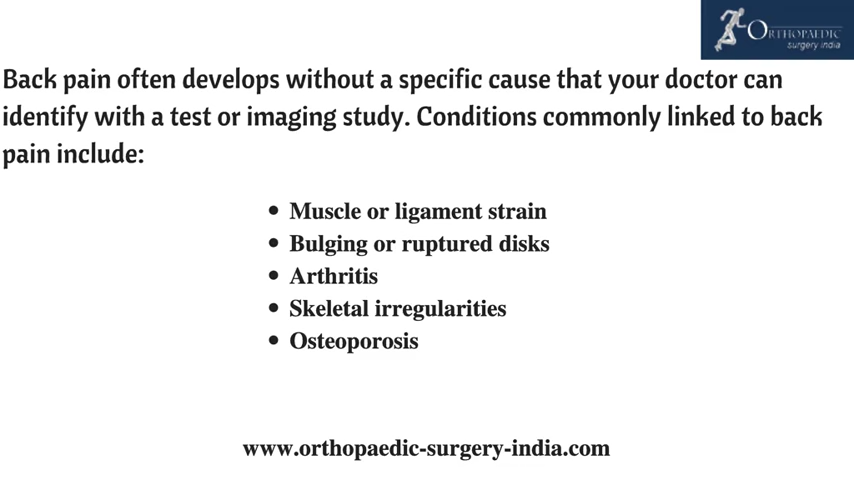 ORTHOPAEDIC
surgery india
Back pain often develops without a specific cause that your doctor can
identify with a test or imaging study. Conditions commonly linked to back
pain include:
• Muscle or ligament strain
• Bulging or ruptured disks
• Arthritis
• Skeletal irregularities
• Osteoporosis
www.orthopaedic-surgery-india.com